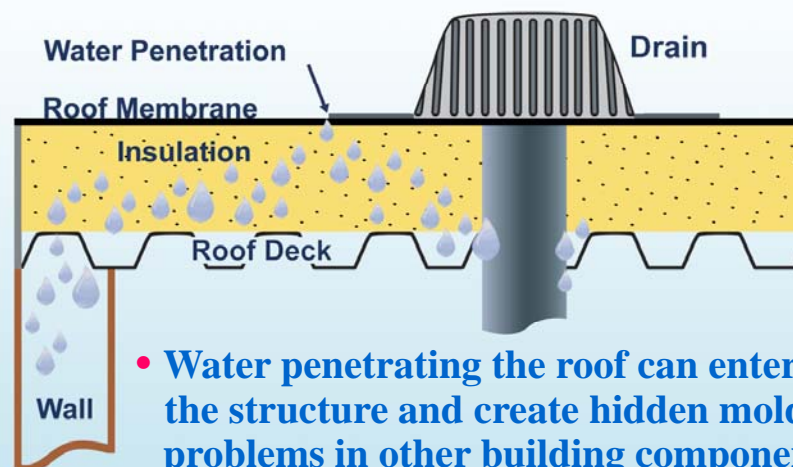 Water Penetration
Drain
Roof Membrane
Insulation
Roof Deck
Wall
• Water penetrating the roof can enter
the structure and create hidden mold
problems in other building componen